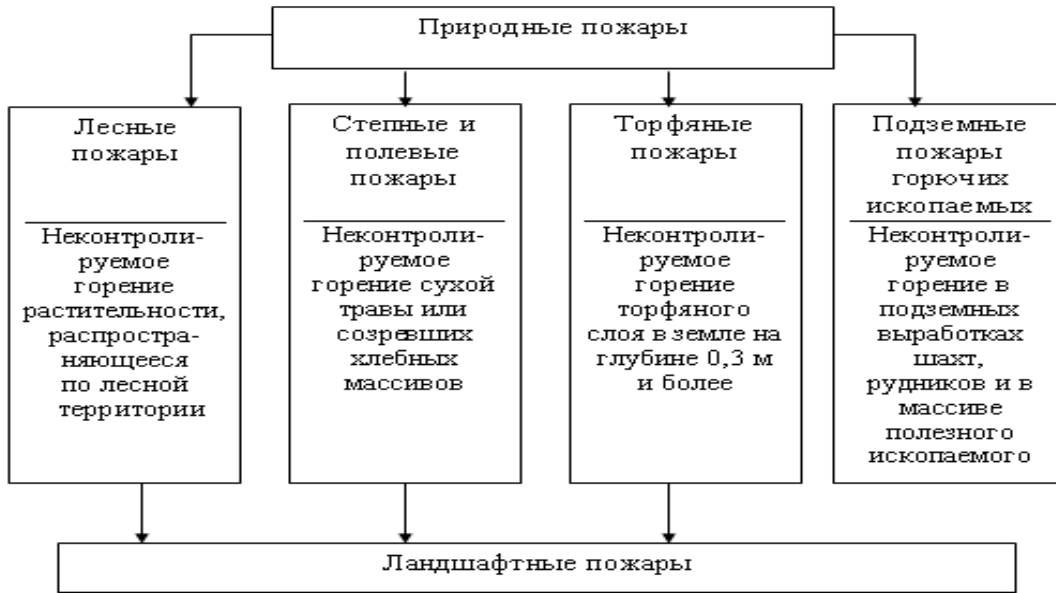 Природные пожары
Лесные
пожары
Неконтроли-
руемое
горение
растительности,
распростра-
няющееся
по лесной
территории
Степные и
полевые
пожары
Неконтроли-
руемое
горение сухой
травы или
созревших
хлебных
массивов
Торфяные
пожары
Неконтроли-
руемое
горение
торфяного
слоя в земле на
глубине 0,3 м
и более
Подземные
пожары
горючих
ископаемых
Неконтроли-
руемое
горение в
подземных
выработках
шахт,
рудников и в
массиве
полезного
ископаемого
Ландшафтные пожары